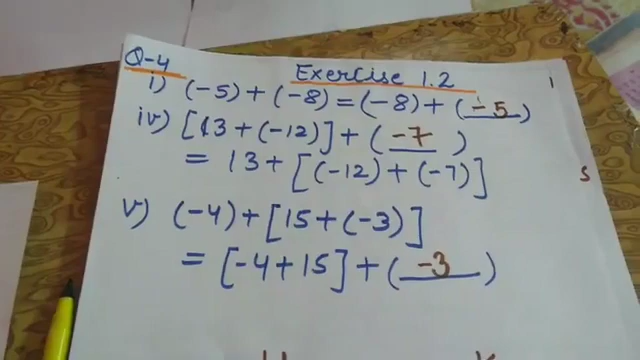 Q-4
Exercise 1.2
i) (-5) + (-8) = (-8) + (-5)
iv) [13 + (-12)] + (-7)
= 13 + [(-12) + (-7)]
v) (-4) + [15 + (-3)]
= [-4 + 15] + (-3)
s